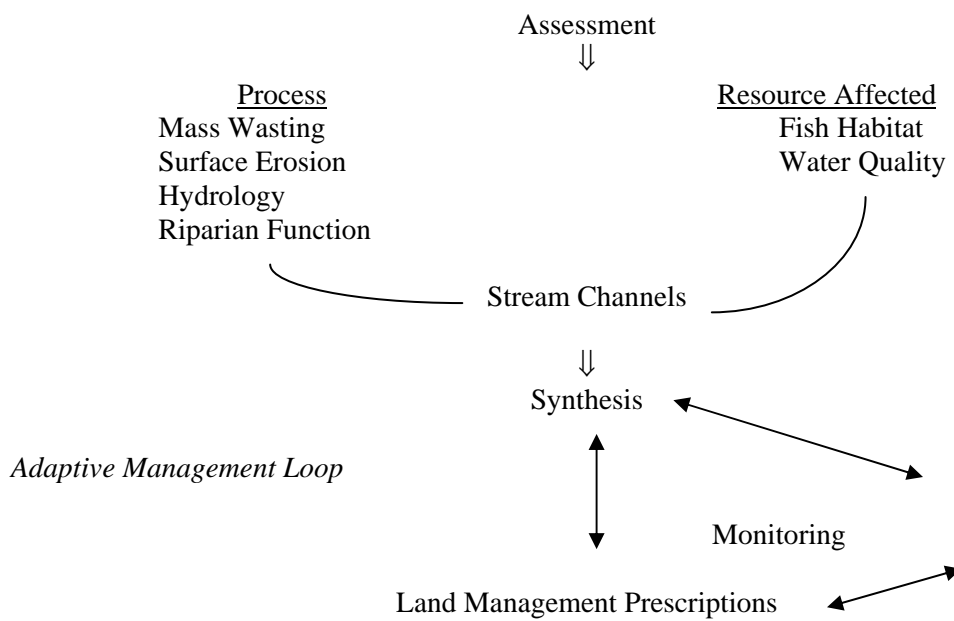 Assessment
⇓
Process
Mass Wasting
Surface Erosion
Hydrology
Riparian Function
Resource Affected
Fish Habitat
Water Quality
Stream Channels
⇓
Synthesis
Adaptive Management Loop
Monitoring
Land Management Prescriptions